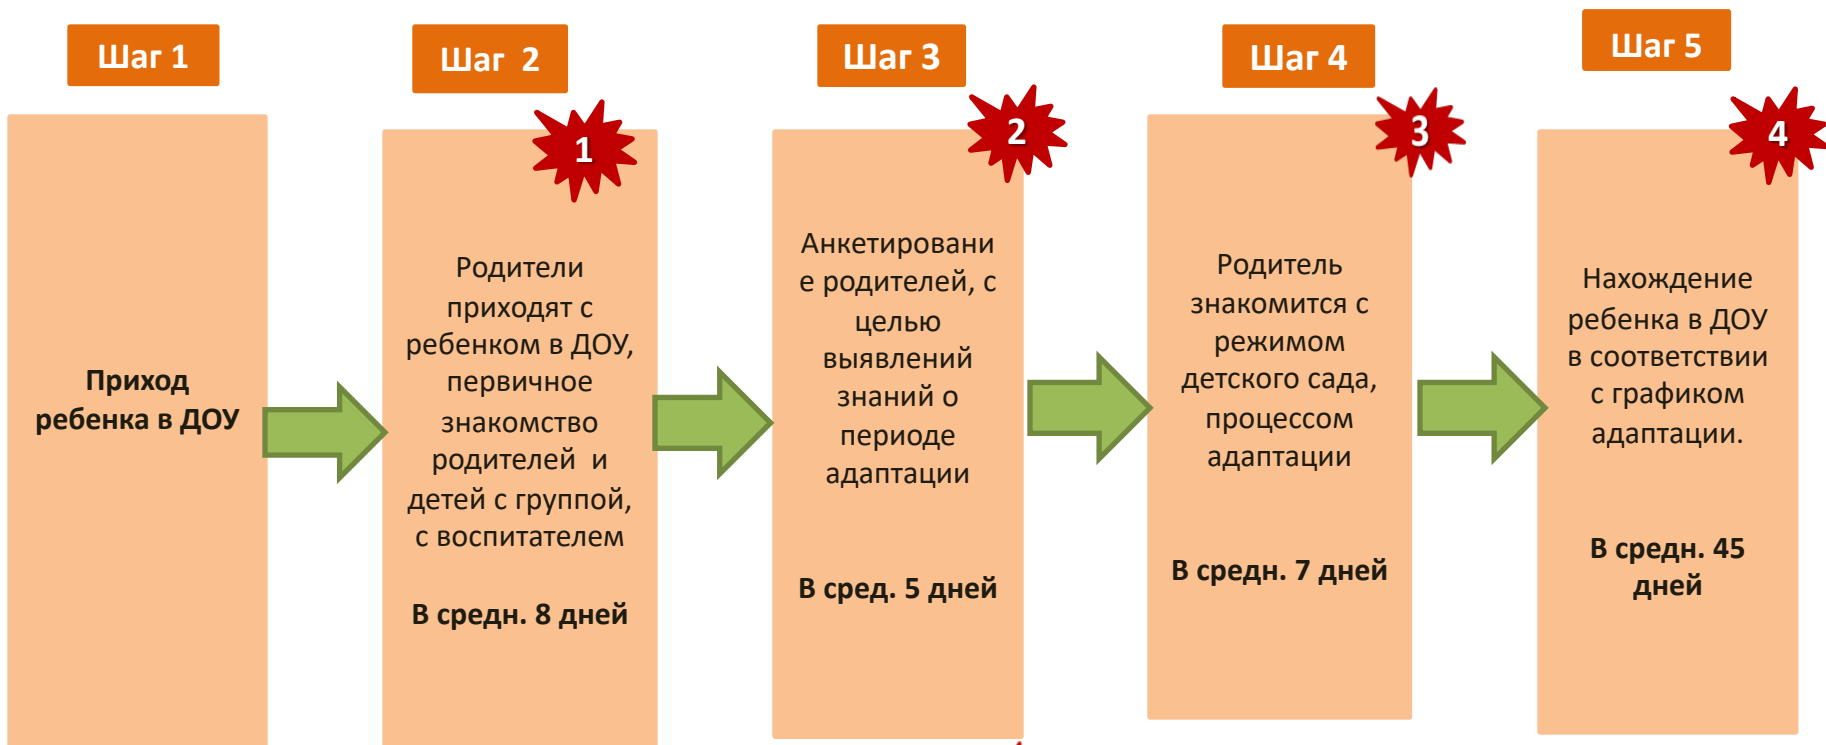 Шаг 1
Приход
ребенка в ДОУ
Шаг  2
1
Родители
приходят с
ребенком в ДОУ,
первичное
знакомство
родителей  и
детей с группой,
с воспитателем
В средн. 8 дней
Шаг 3
2
Анкетировани
е родителей, с
целью
выявлений
знаний о
периоде
адаптации
В сред. 5 дней
Шаг 4
3
Родитель
знакомится с
режимом
детского сада,
процессом
адаптации
В средн. 7 дней
Шаг 5
4
Нахождение
ребенка в ДОУ
в соответствии
с графиком
адаптации.
В средн. 45
дней